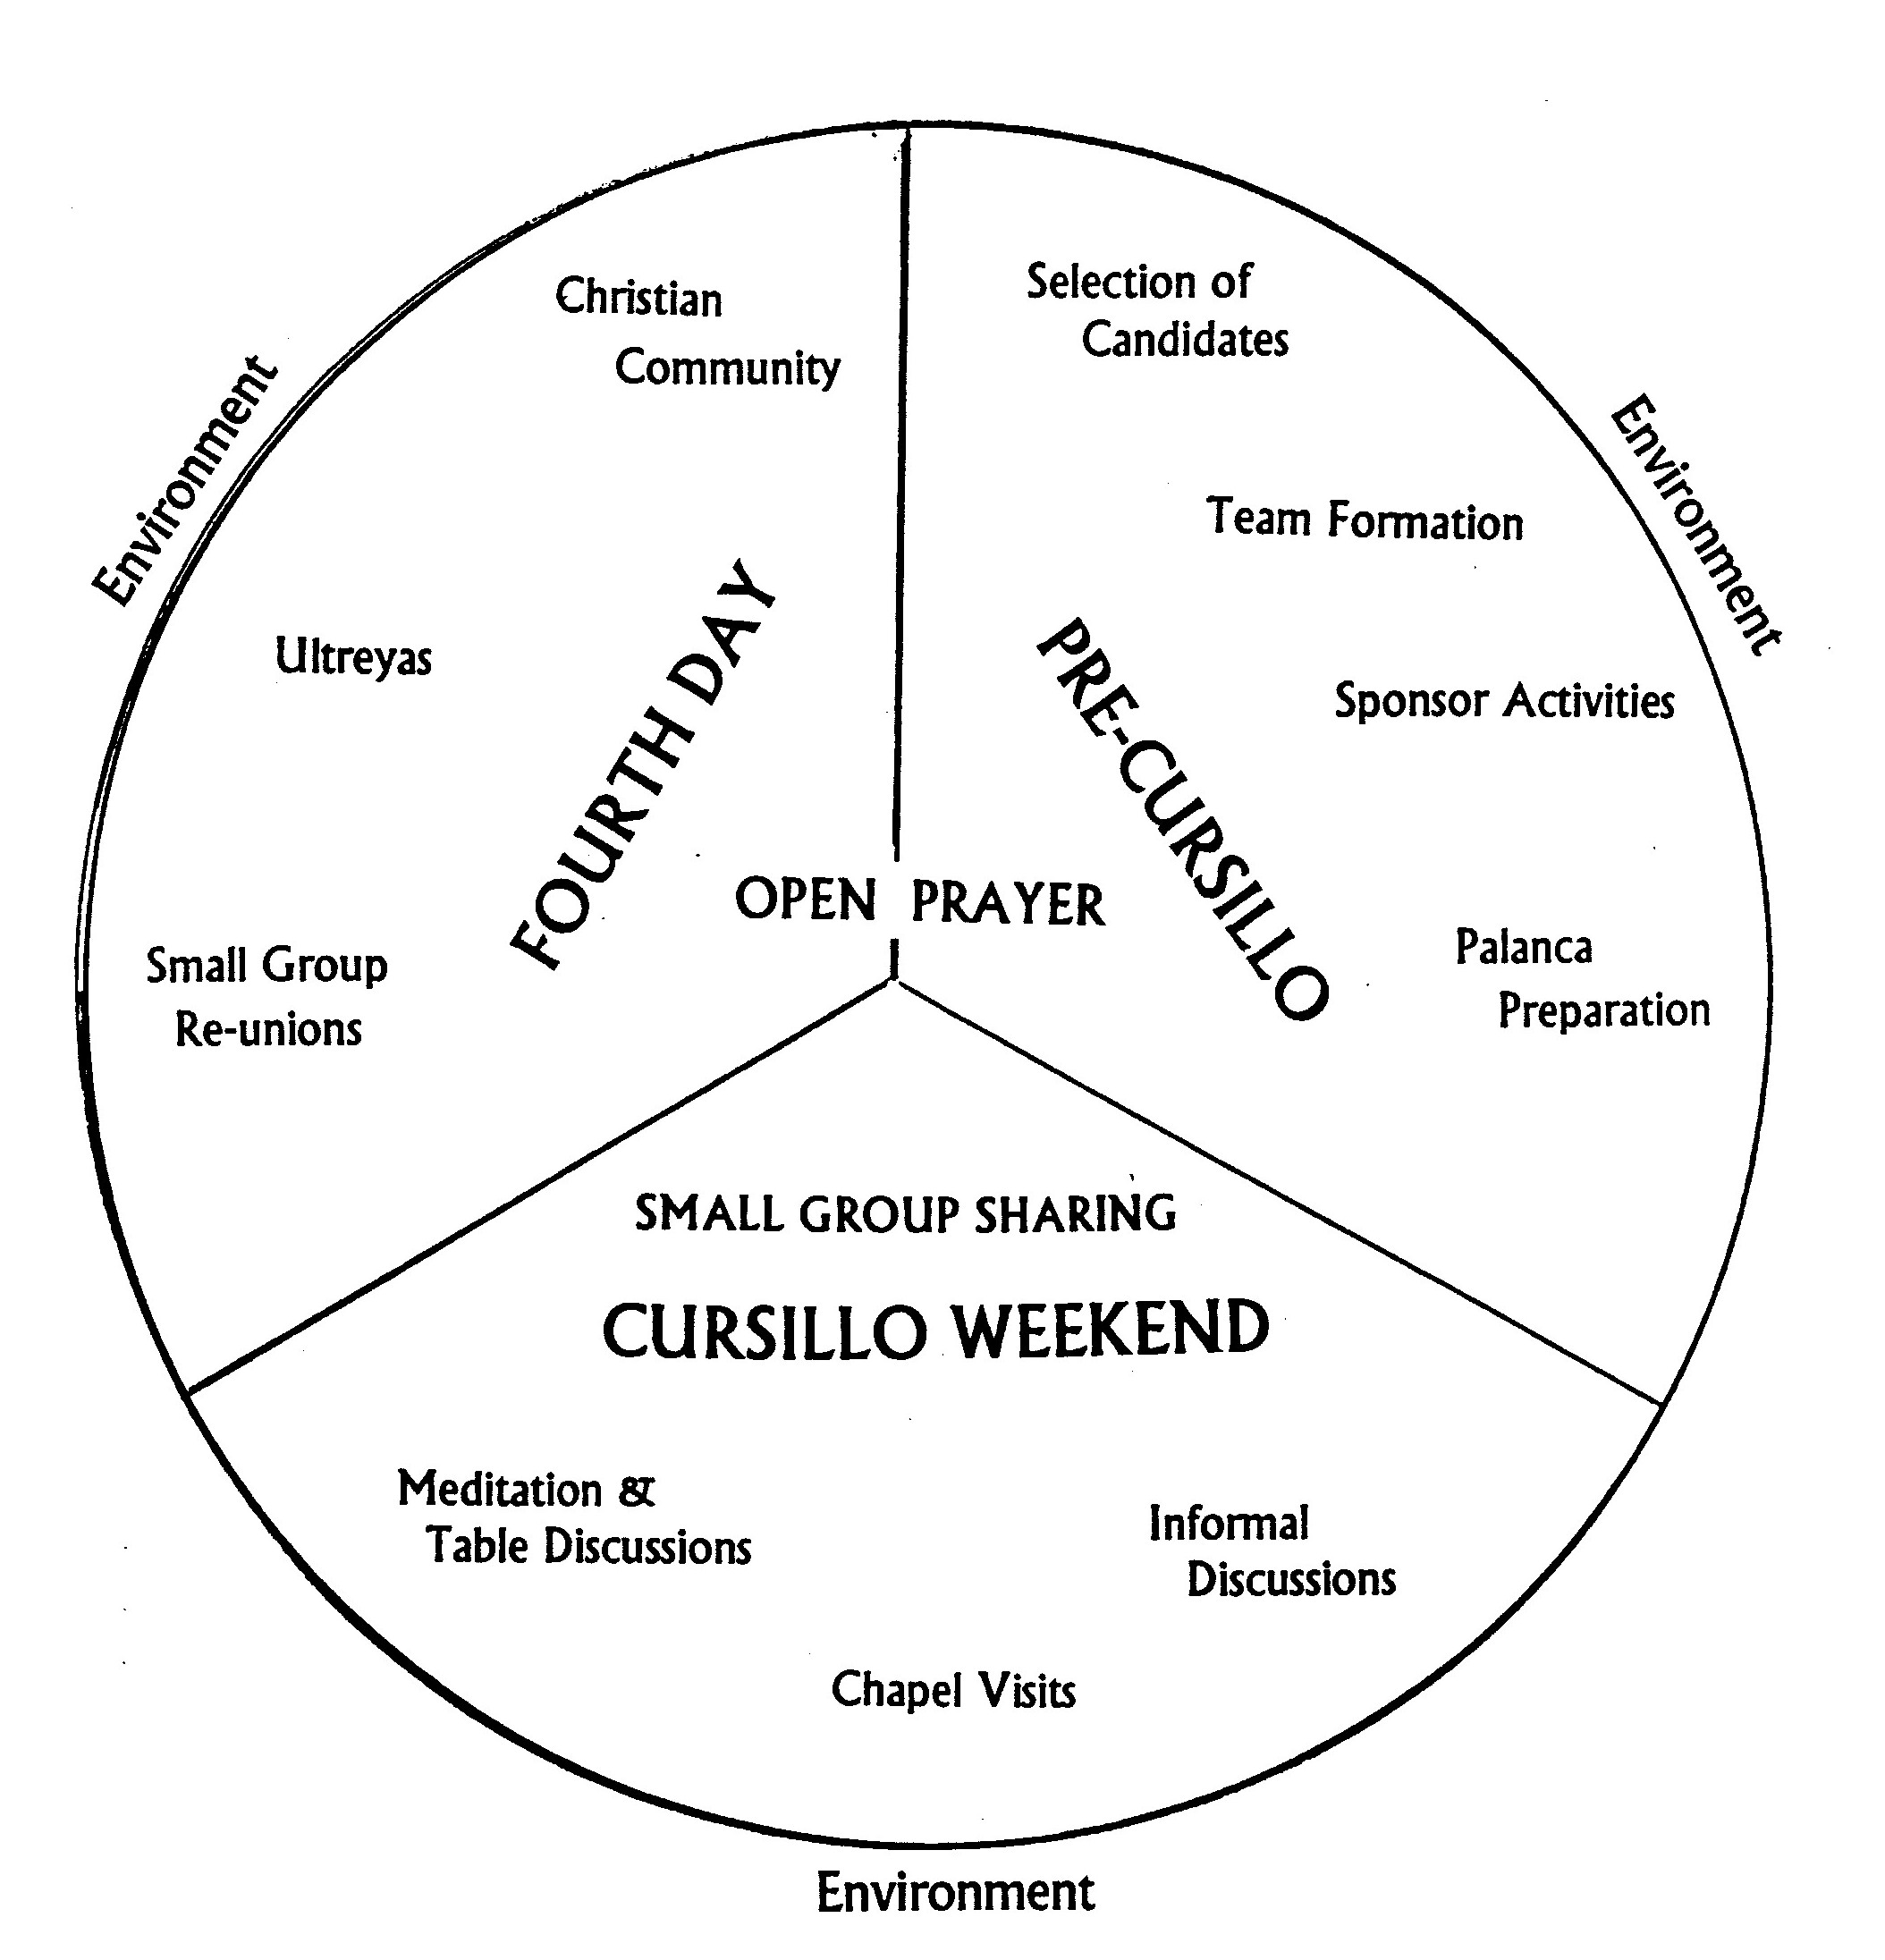 Christian
Community
Selection of
Candidates
Environment
Environment
Team Formation
Ultreyas
FOURTH DAY
PRE-CURSILLO
Sponsor Activities
OPEN PRAYER
Small Group
Re-unions
Palanca
Preparation
SMALL GROUP SHARING
CURSILLO WEEKEND
Meditation &
Table Discussions
Informal
Discussions
Chapel Visits
Environment